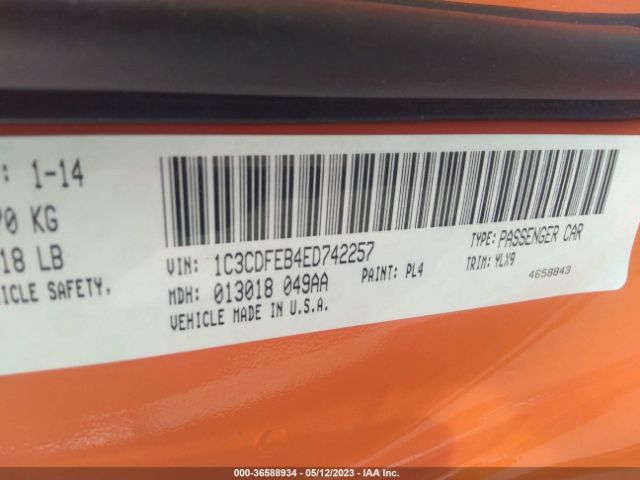 : 1-14
70 KG
18 LB
ICLE SAFETY,
VIN: 1C3CDFEB4ED742257
TYPE: PASSENGER CAR
MDH: 013018 049AA
PAINT: PL4
TRIM: YLX9
VEHICLE MADE IN U.S.A.
4658843
000-36588934 / 05/12/2023 / IAA Inc.